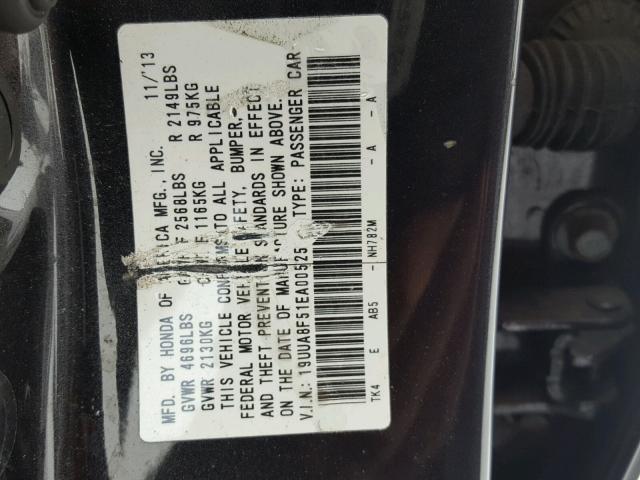 MFD. BY HONDA OF AMERICA MFG., INC. 11/'13
GVWR 4696LBS F 2568LBS R 2149LBS
GVWR 2130KG F 1165KG R 975KG
THIS VEHICLE CONFORMS TO ALL APPLICABLE
FEDERAL MOTOR VEHICLE SAFETY, BUMPER,
AND THEFT PREVENTION STANDARDS IN EFFECT
ON THE DATE OF MANUFACTURE SHOWN ABOVE.
V.I.N.: 19UUA8F51EA00525 TYPE: PASSENGER CAR
TK4 E AB5 - NH782M - A - A - A